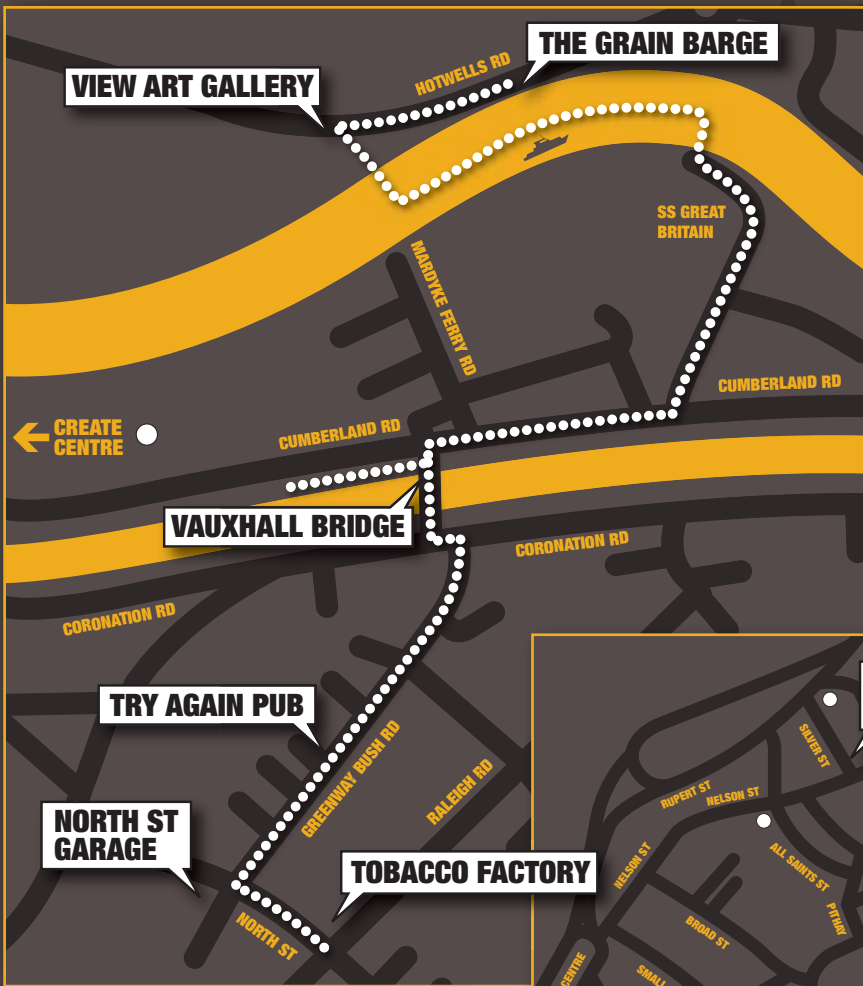 THE GRAIN BARGE
HOTWELLS RD
VIEW ART GALLERY
SS GREAT
BRITAIN
MARDYKE FERRY RD
CUMBERLAND RD
CREATE
CENTRE
CUMBERLAND RD
VAUXHALL BRIDGE
CORONATION RD
CORONATION RD
TRY AGAIN PUB
GREENWAY BUSH RD
RALEIGH RD
NORTH ST
GARAGE
TOBACCO FACTORY
NORTH ST
SILVER ST
RUPERT ST
NELSON ST
NELSON ST
ALL SAINTS ST
PITHAY
BROAD ST
CENTRE
SMALL